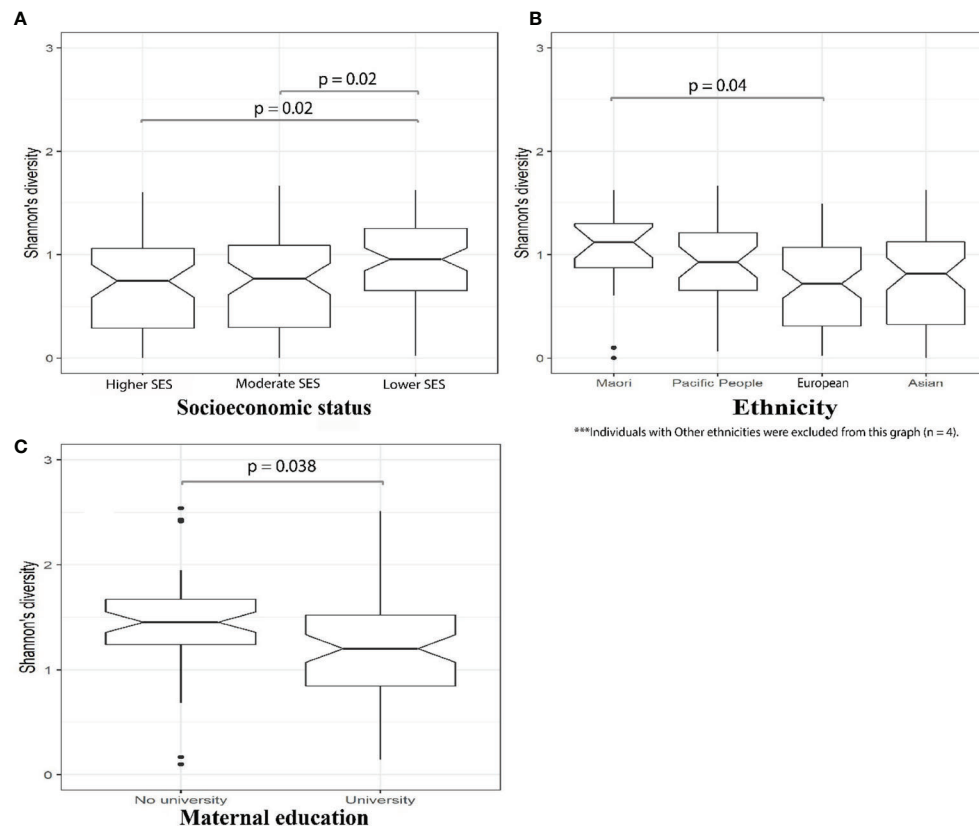 A
3
2
1
0
Shannon's diversity
p = 0.02
p = 0.02
Higher SES
Moderate SES
Lower SES
Socioeconomic status
B
3
2
1
0
Shannon's diversity
p = 0.04
Maori
Pacific People
European
Asian
Ethnicity
***Individuals with Other ethnicities were excluded from this graph (n = 4).
C
3
2
1
0
Shannon's diversity
p = 0.038
No university
University
Maternal education